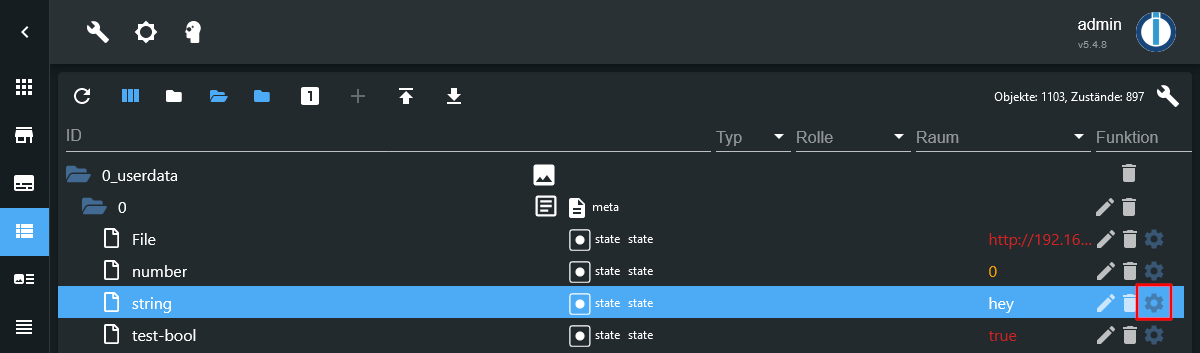 admin
v5.4.8
1
Objekte: 1103, Zustände: 897
ID Typ Rolle Raum Funktion
0_userdata
0 meta
File state state http://192.16...
number state state 0
string state state hey
test-bool state state true